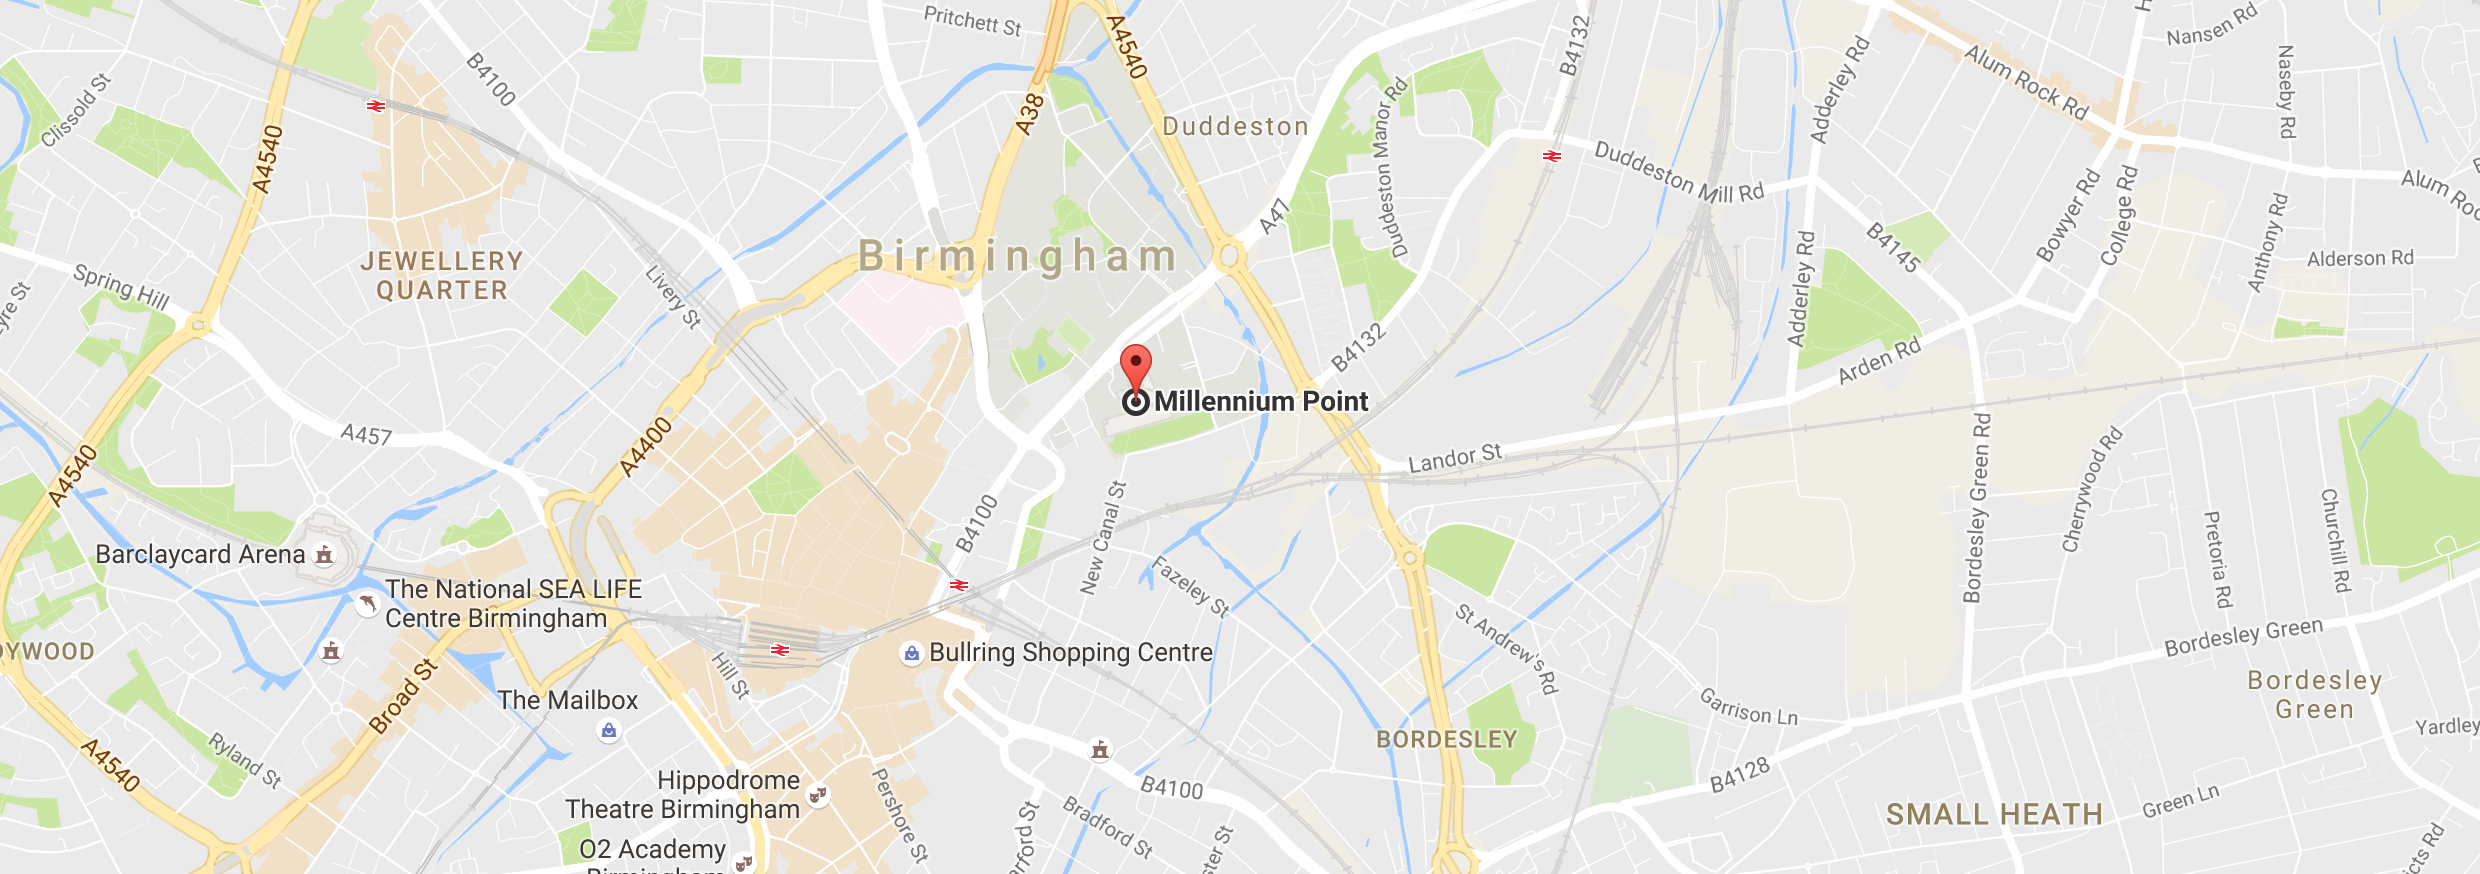 Pritchett St
A4540
B4132
Nansen Rd
Clissold St
B4100
A38
Duddeston
Duddeston Manor Rd
Adderley Rd
Alum Rock Rd
Naseby Rd
A4540
Duddeston Mill Rd
Alum Roc
JEWELLERY
QUARTER
Birmingham
A47
B4145
Bowyer Rd
College Rd
Anthony Rd
Alderson Rd
Spring Hill
Livery St
Adderley Rd
B4132
Arden Rd
Millennium Point
A457
A4400
A4540
Landor St
B4100
New Canal St
Bordesley Green Rd
Cherrywood Rd
Pretoria Rd
Churchill Rd
Barclaycard Arena
The National SEA LIFE
Centre Birmingham
Fazeley St
St Andrew's Rd
Bordesley Green
OYWOOD
Broad St
Hill St
Bullring Shopping Centre
The Mailbox
Garrison Ln
Bordesley
Green
Yardley
Ryland St
A4540
BORDESLEY
Hippodrome
Theatre Birmingham
Pershore St
B4100
B4128
Bradford St
SMALL HEATH
Green Ln
O2 Academy
Birmingham